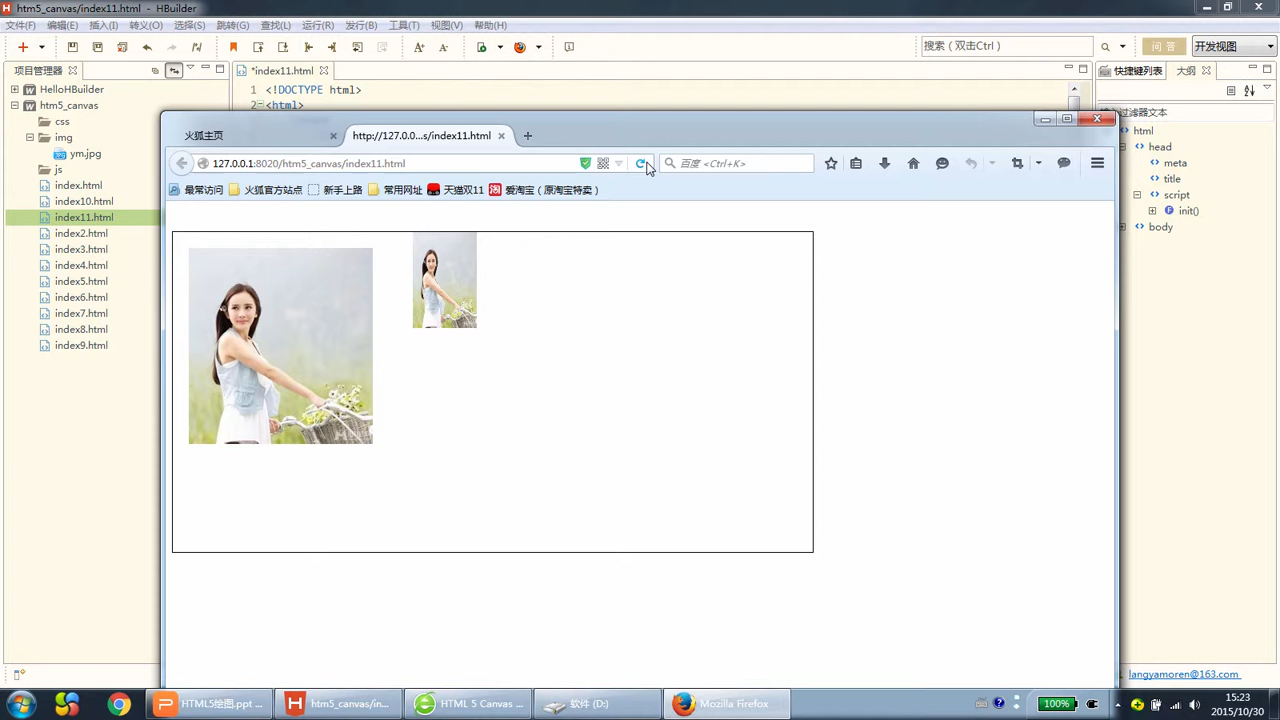 htm5_canvas/index11.html - HBuilder
文件(F) 编辑(E) 插入(I) 转义(O) 选择(S) 跳转(G) 查找(L) 运行(R) 发行(B) 工具(T) 视图(V) 帮助(H)
搜索（双击Ctrl） 问 答 开发视图
项目管理器 *index11.html 快捷键列表 大纲
HelloHBuilder
htm5_canvas
css
img
ym.jpg
js
index.html
index10.html
index11.html
index2.html
index3.html
index4.html
index5.html
index6.html
index7.html
index8.html
index9.html
1 <!DOCTYPE html>
2 <html>
火狐主页 http://127.0.0...s/index11.html
127.0.0.1:8020/htm5_canvas/index11.html 百度 <Ctrl+K>
最常访问 火狐官方站点 新手上路 常用网址 天猫双11 爱淘宝（原淘宝特卖）
过滤器文本
html
head
meta
title
script
init()
body
langyamoren@163.com
HTML5绘图.ppt ... htm5_canvas/in... HTML 5 Canvas ... 软件 (D:) Mozilla Firefox 100% 15:23
2015/10/30